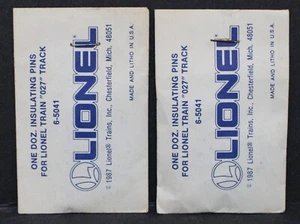 ONE DOZ. INSULATING PINS
FOR LIONEL TRAIN "027" TRACK
6-5041
LIONEL
© 1987 Lionel® Trains, Inc., Chesterfield, Mich. 48051
MADE AND LITHO IN U.S.A.
ONE DOZ. INSULATING PINS
FOR LIONEL TRAIN "027" TRACK
6-5041
LIONEL
© 1987 Lionel® Trains, Inc., Chesterfield, Mich. 48051
MADE AND LITHO IN U.S.A.